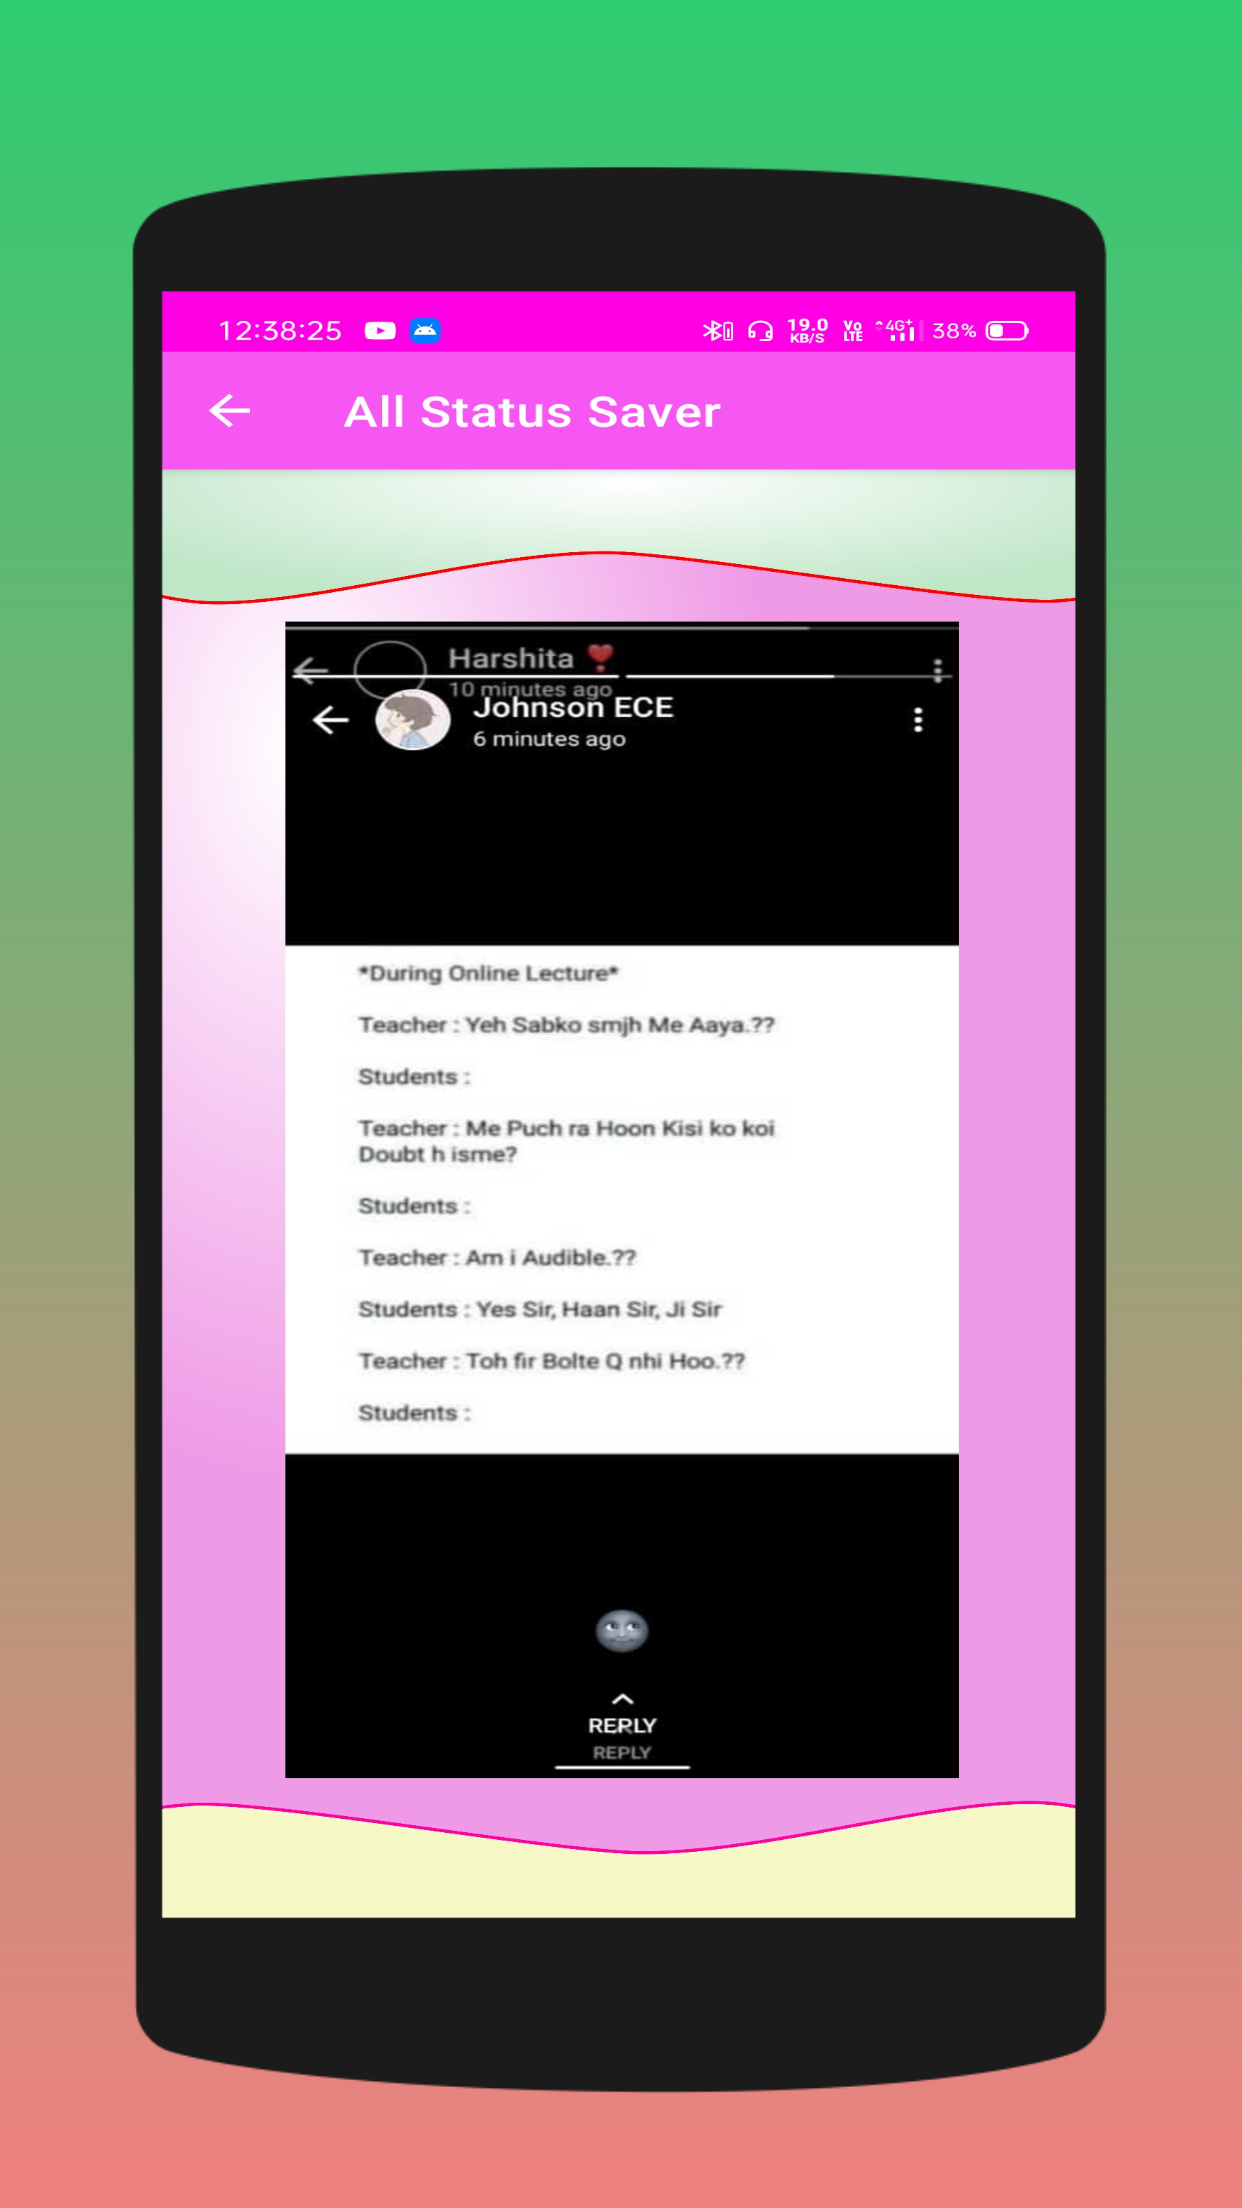 12:38:25 19.0 KB/S Vo LTE 4G+ 38%
All Status Saver
Harshita ❣
10 minutes ago
Johnson ECE
6 minutes ago
*During Online Lecture*
Teacher : Yeh Sabko smjh Me Aaya.??
Students :
Teacher : Me Puch ra Hoon Kisi ko koi
Doubt h isme?
Students :
Teacher : Am i Audible.??
Students : Yes Sir, Haan Sir, Ji Sir
Teacher : Toh fir Bolte Q nhi Hoo.??
Students :
🌚
REPLY
REPLY